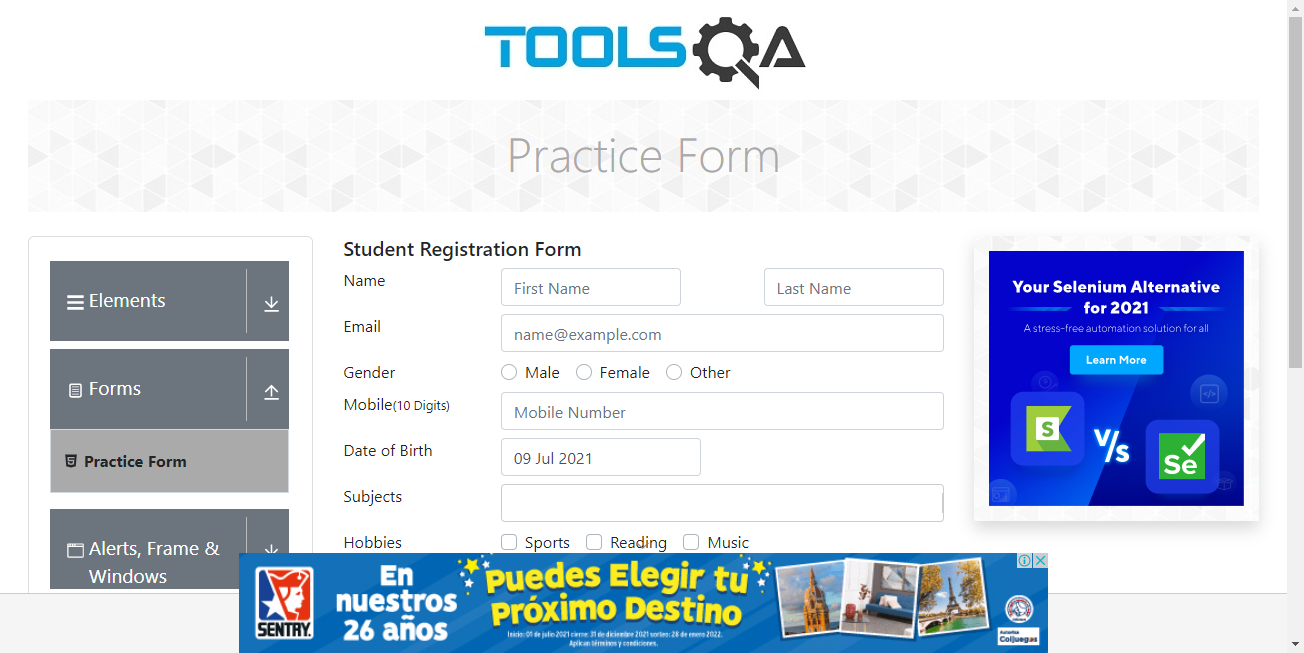 TOOLSQA
Practice Form
Elements
Forms
Practice Form
Alerts, Frame &
Windows
Student Registration Form
Name
First Name
Last Name
Email
name@example.com
Gender
Male
Female
Other
Mobile(10 Digits)
Mobile Number
Date of Birth
09 Jul 2021
Subjects
Hobbies
Sports
Reading
Music
Your Selenium Alternative
for 2021
A stress-free automation solution for all
Learn More
S
V/s
Se
SENTRY.
En
nuestros
26 años
Puedes Elegir tu
Próximo Destino
Inicio: 01 de julio 2021 cierre: 31 de diciembre 2021 sorteo: 28 de enero 2022.
Aplican términos y condiciones.
Autoriza
Coljuegos